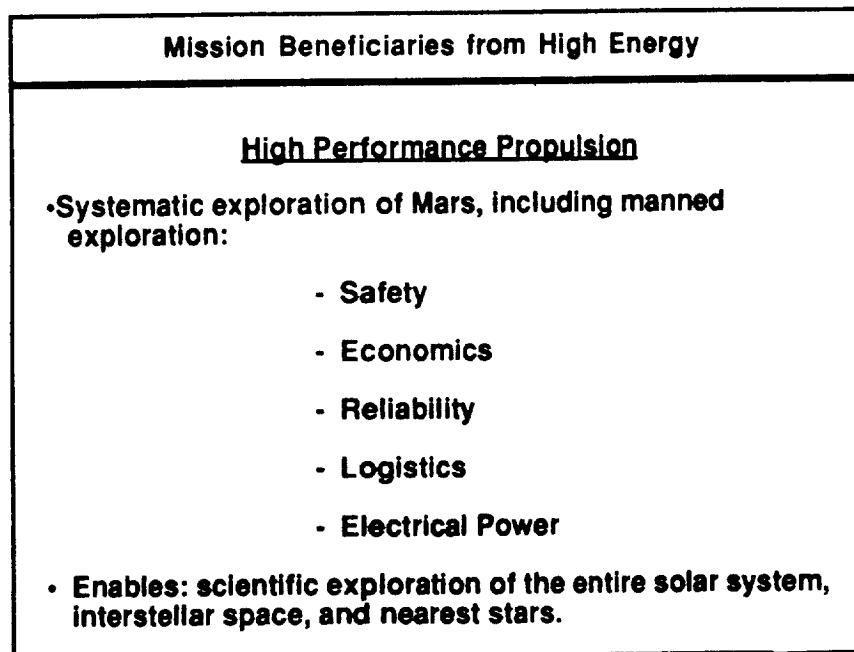 Mission Beneficiaries from High Energy
High Performance Propulsion
•Systematic exploration of Mars, including manned
exploration:
- Safety
- Economics
- Reliability
- Logistics
- Electrical Power
• Enables: scientific exploration of the entire solar system,
interstellar space, and nearest stars.